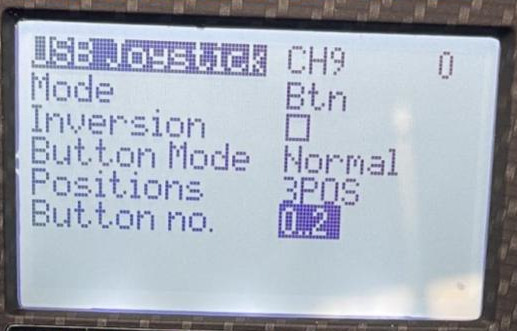 USB Joystick CH9 0
Mode Btn
Inversion
Button Mode Normal
Positions 3POS
Button no. 0..2